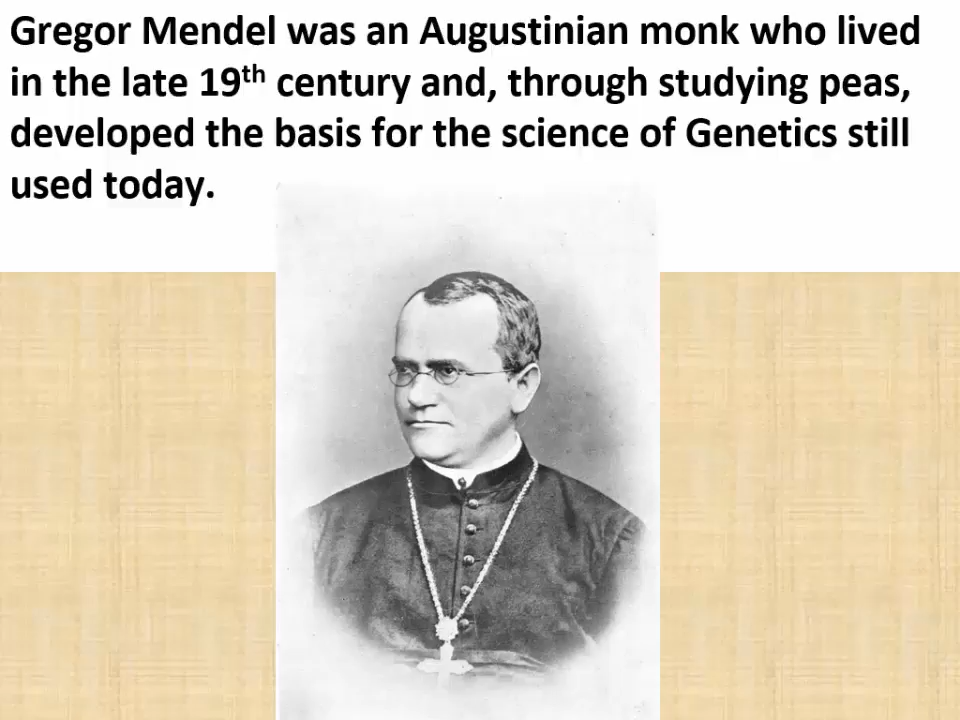 Gregor Mendel was an Augustinian monk who lived
in the late 19th century and, through studying peas,
developed the basis for the science of Genetics still
used today.